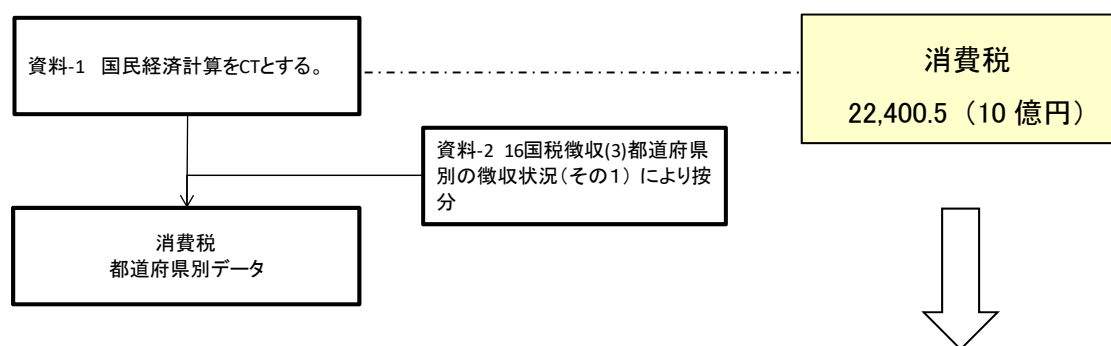 資料-1 国民経済計算をCTとする。
消費税
22,400.5（10 億円）
資料-2 16国税徴収(3)都道府県
別の徴収状況（その１）により按
分
消費税
都道府県別データ